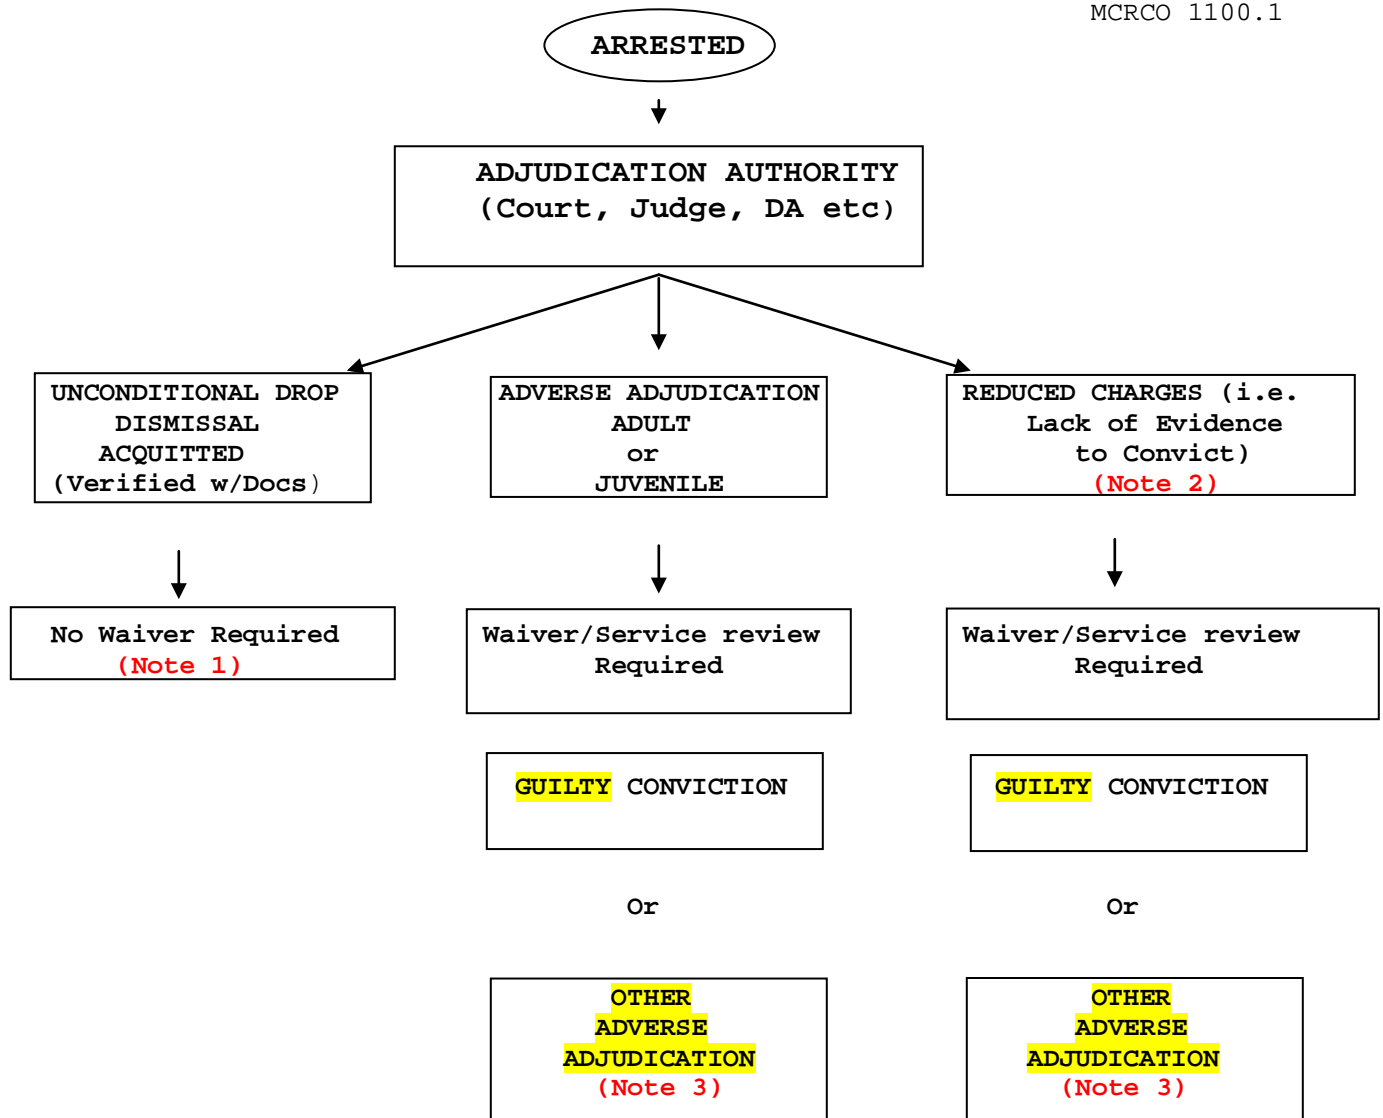 MCRCO 1100.1
ARRESTED
ADJUDICATION AUTHORITY
(Court, Judge, DA etc)
UNCONDITIONAL DROP
DISMISSAL
ACQUITTED
(Verified w/Docs)
ADVERSE ADJUDICATION
ADULT
or
JUVENILE
REDUCED CHARGES (i.e.
Lack of Evidence
to Convict)
(Note 2)
No Waiver Required
(Note 1)
Waiver/Service review
Required
Waiver/Service review
Required
GUILTY CONVICTION
GUILTY CONVICTION
Or
Or
OTHER
ADVERSE
ADJUDICATION
(Note 3)
OTHER
ADVERSE
ADJUDICATION
(Note 3)